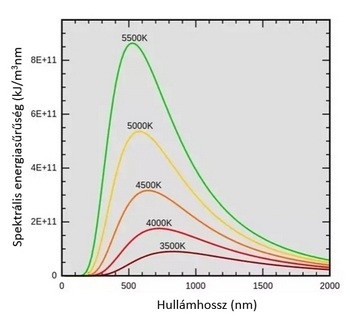 Spektrális energiasűrűség (kJ/m³nm
8E+11
6E+11
4E+11
2E+11
0
5500K
5000K
4500K
4000K
3500K
0 500 1000 1500 2000
Hullámhossz (nm)